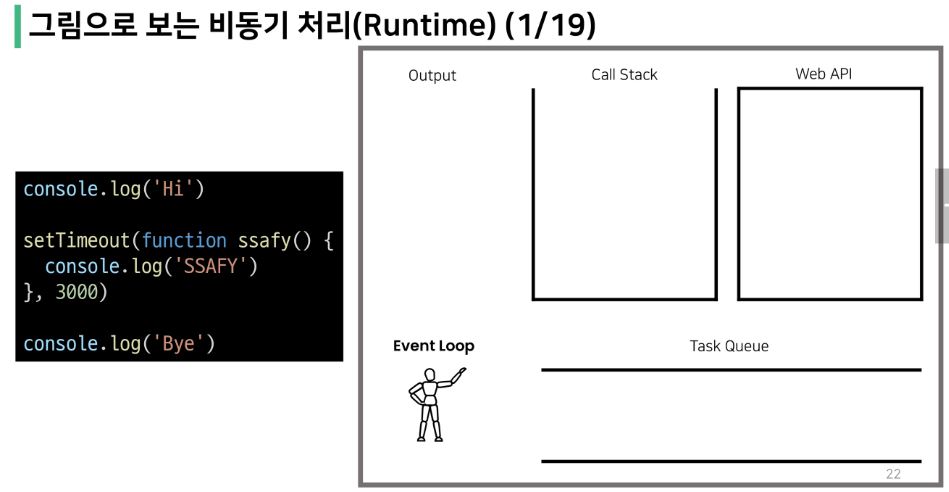 그림으로 보는 비동기 처리(Runtime) (1/19)
console.log('Hi')
setTimeout(function ssafy() {
  console.log('SSAFY')
}, 3000)
console.log('Bye')
Output
Call Stack
Web API
Event Loop
Task Queue
22